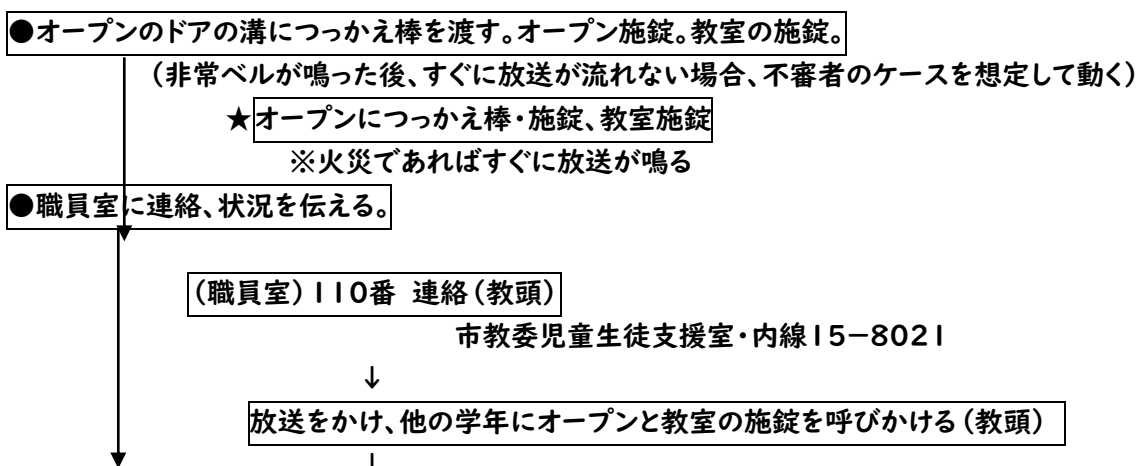 ●オープンのドアの溝につっかえ棒を渡す。オープン施錠。教室の施錠。
(非常ベルが鳴った後、すぐに放送が流れない場合、不審者のケースを想定して動く)
★オープンにつっかえ棒・施錠、教室施錠
※火災であればすぐに放送が鳴る
●職員室に連絡、状況を伝える。
(職員室)110番 連絡(教頭)
市教委児童生徒支援室・内線15-8021
↓
放送をかけ、他の学年にオープンと教室の施錠を呼びかける(教頭)